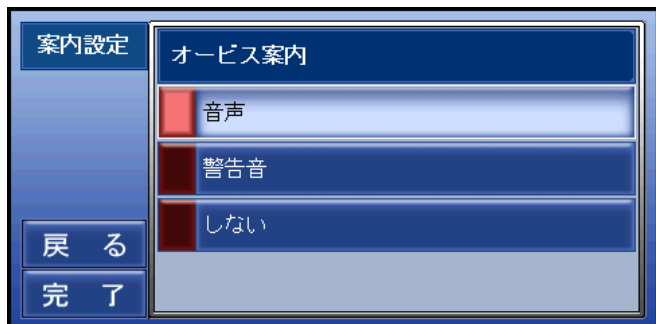 案内設定
オービス案内
音声
警告音
しない
戻 る
完 了